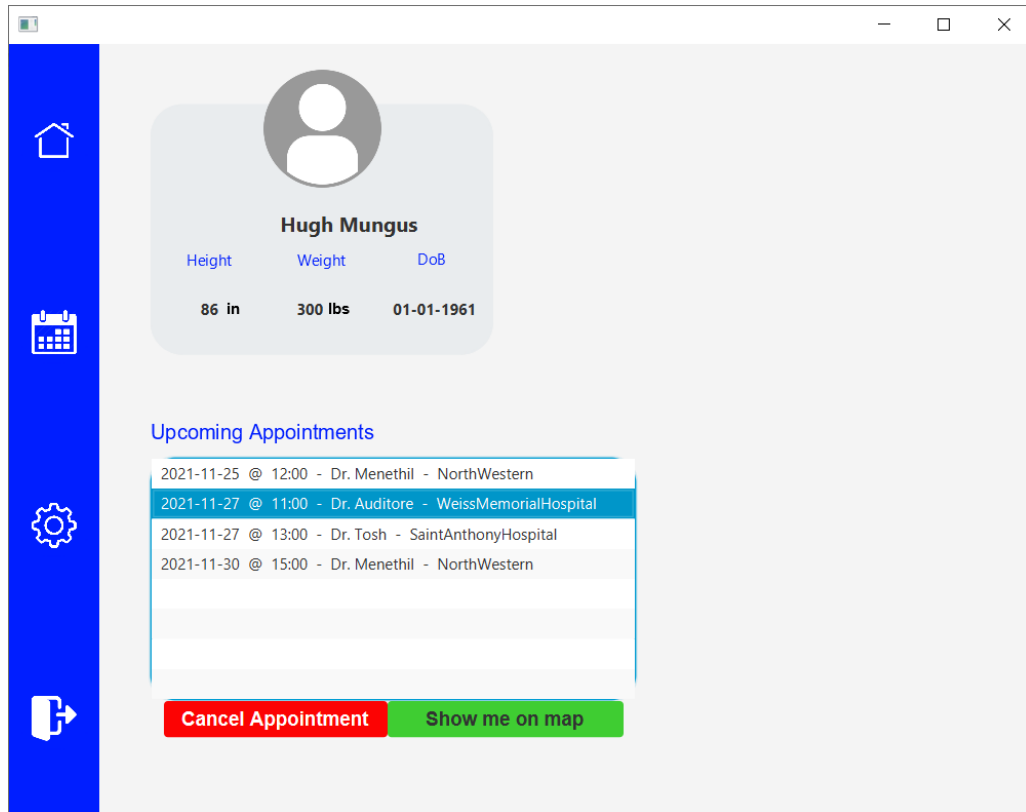 Hugh Mungus
Height Weight DoB
86 in 300 lbs 01-01-1961
Upcoming Appointments
2021-11-25 @ 12:00 - Dr. Menethil - NorthWestern
2021-11-27 @ 11:00 - Dr. Auditore - WeissMemorialHospital
2021-11-27 @ 13:00 - Dr. Tosh - SaintAnthonyHospital
2021-11-30 @ 15:00 - Dr. Menethil - NorthWestern
Cancel Appointment Show me on map